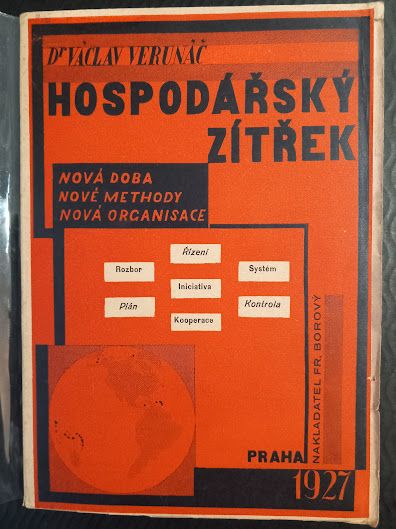 Dr VÁCLAV VERUNÁČ
HOSPODÁŘSKÝ
ZÍTŘEK
NOVÁ DOBA
NOVÉ METHODY
NOVÁ ORGANISACE
Řízení
Rozbor
Systém
Iniciativa
Plán
Kontrola
Kooperace
NAKLADATEL FR. BOROVÝ
PRAHA
1927